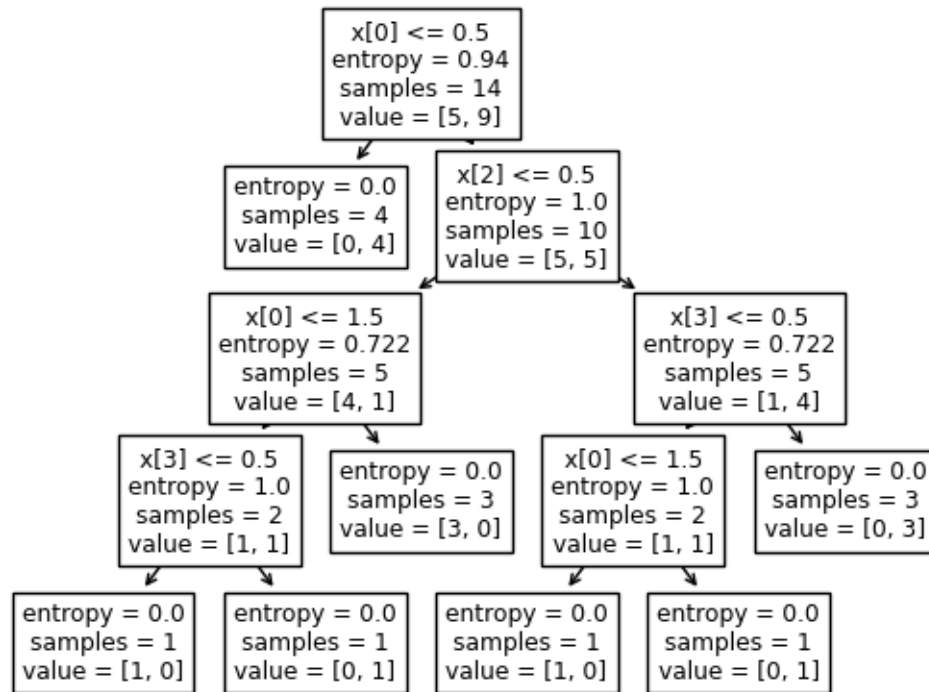 x[0] <= 0.5
entropy = 0.94
samples = 14
value = [5, 9]
entropy = 0.0
samples = 4
value = [0, 4]
x[2] <= 0.5
entropy = 1.0
samples = 10
value = [5, 5]
x[0] <= 1.5
entropy = 0.722
samples = 5
value = [4, 1]
x[3] <= 0.5
entropy = 0.722
samples = 5
value = [1, 4]
x[3] <= 0.5
entropy = 1.0
samples = 2
value = [1, 1]
entropy = 0.0
samples = 3
value = [3, 0]
x[0] <= 1.5
entropy = 1.0
samples = 2
value = [1, 1]
entropy = 0.0
samples = 3
value = [0, 3]
entropy = 0.0
samples = 1
value = [1, 0]
entropy = 0.0
samples = 1
value = [0, 1]
entropy = 0.0
samples = 1
value = [1, 0]
entropy = 0.0
samples = 1
value = [0, 1]